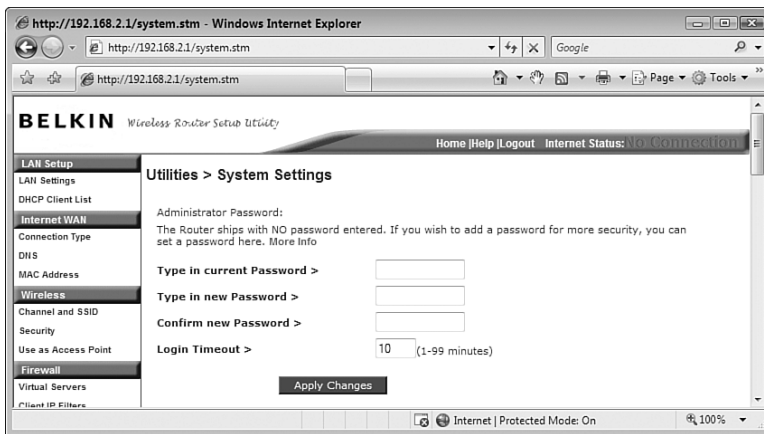 http://192.168.2.1/system.stm - Windows Internet Explorer
http://192.168.2.1/system.stm
Google
http://192.168.2.1/system.stm
Page
Tools
BELKIN Wireless Router Setup Utility
Home |Help |Logout Internet Status: No Connection
LAN Setup
LAN Settings
DHCP Client List
Internet WAN
Connection Type
DNS
MAC Address
Wireless
Channel and SSID
Security
Use as Access Point
Firewall
Virtual Servers
Client IP Filters
Utilities > System Settings
Administrator Password:
The Router ships with NO password entered. If you wish to add a password for more security, you can
set a password here. More Info
Type in current Password >
Type in new Password >
Confirm new Password >
Login Timeout > 10 (1-99 minutes)
Apply Changes
Internet | Protected Mode: On
100%